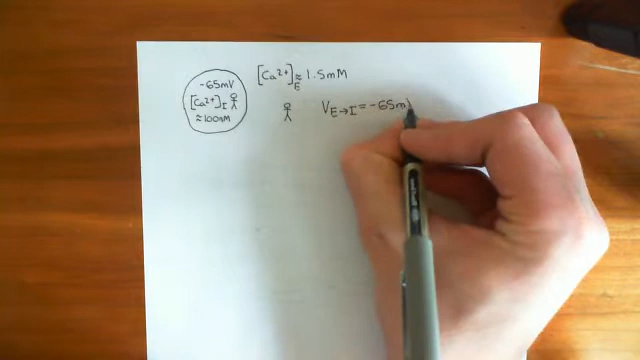 -65mV
[Ca²⁺]I
≈100nM
[Ca²⁺]E ≈ 1.5mM
VE→I = -65m